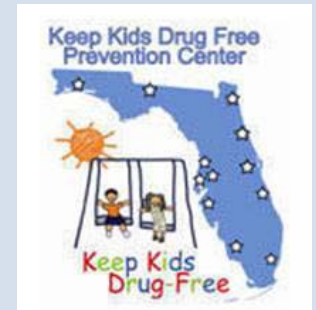 Keep Kids Drug Free
Prevention Center
Keep Kids
Drug-Free